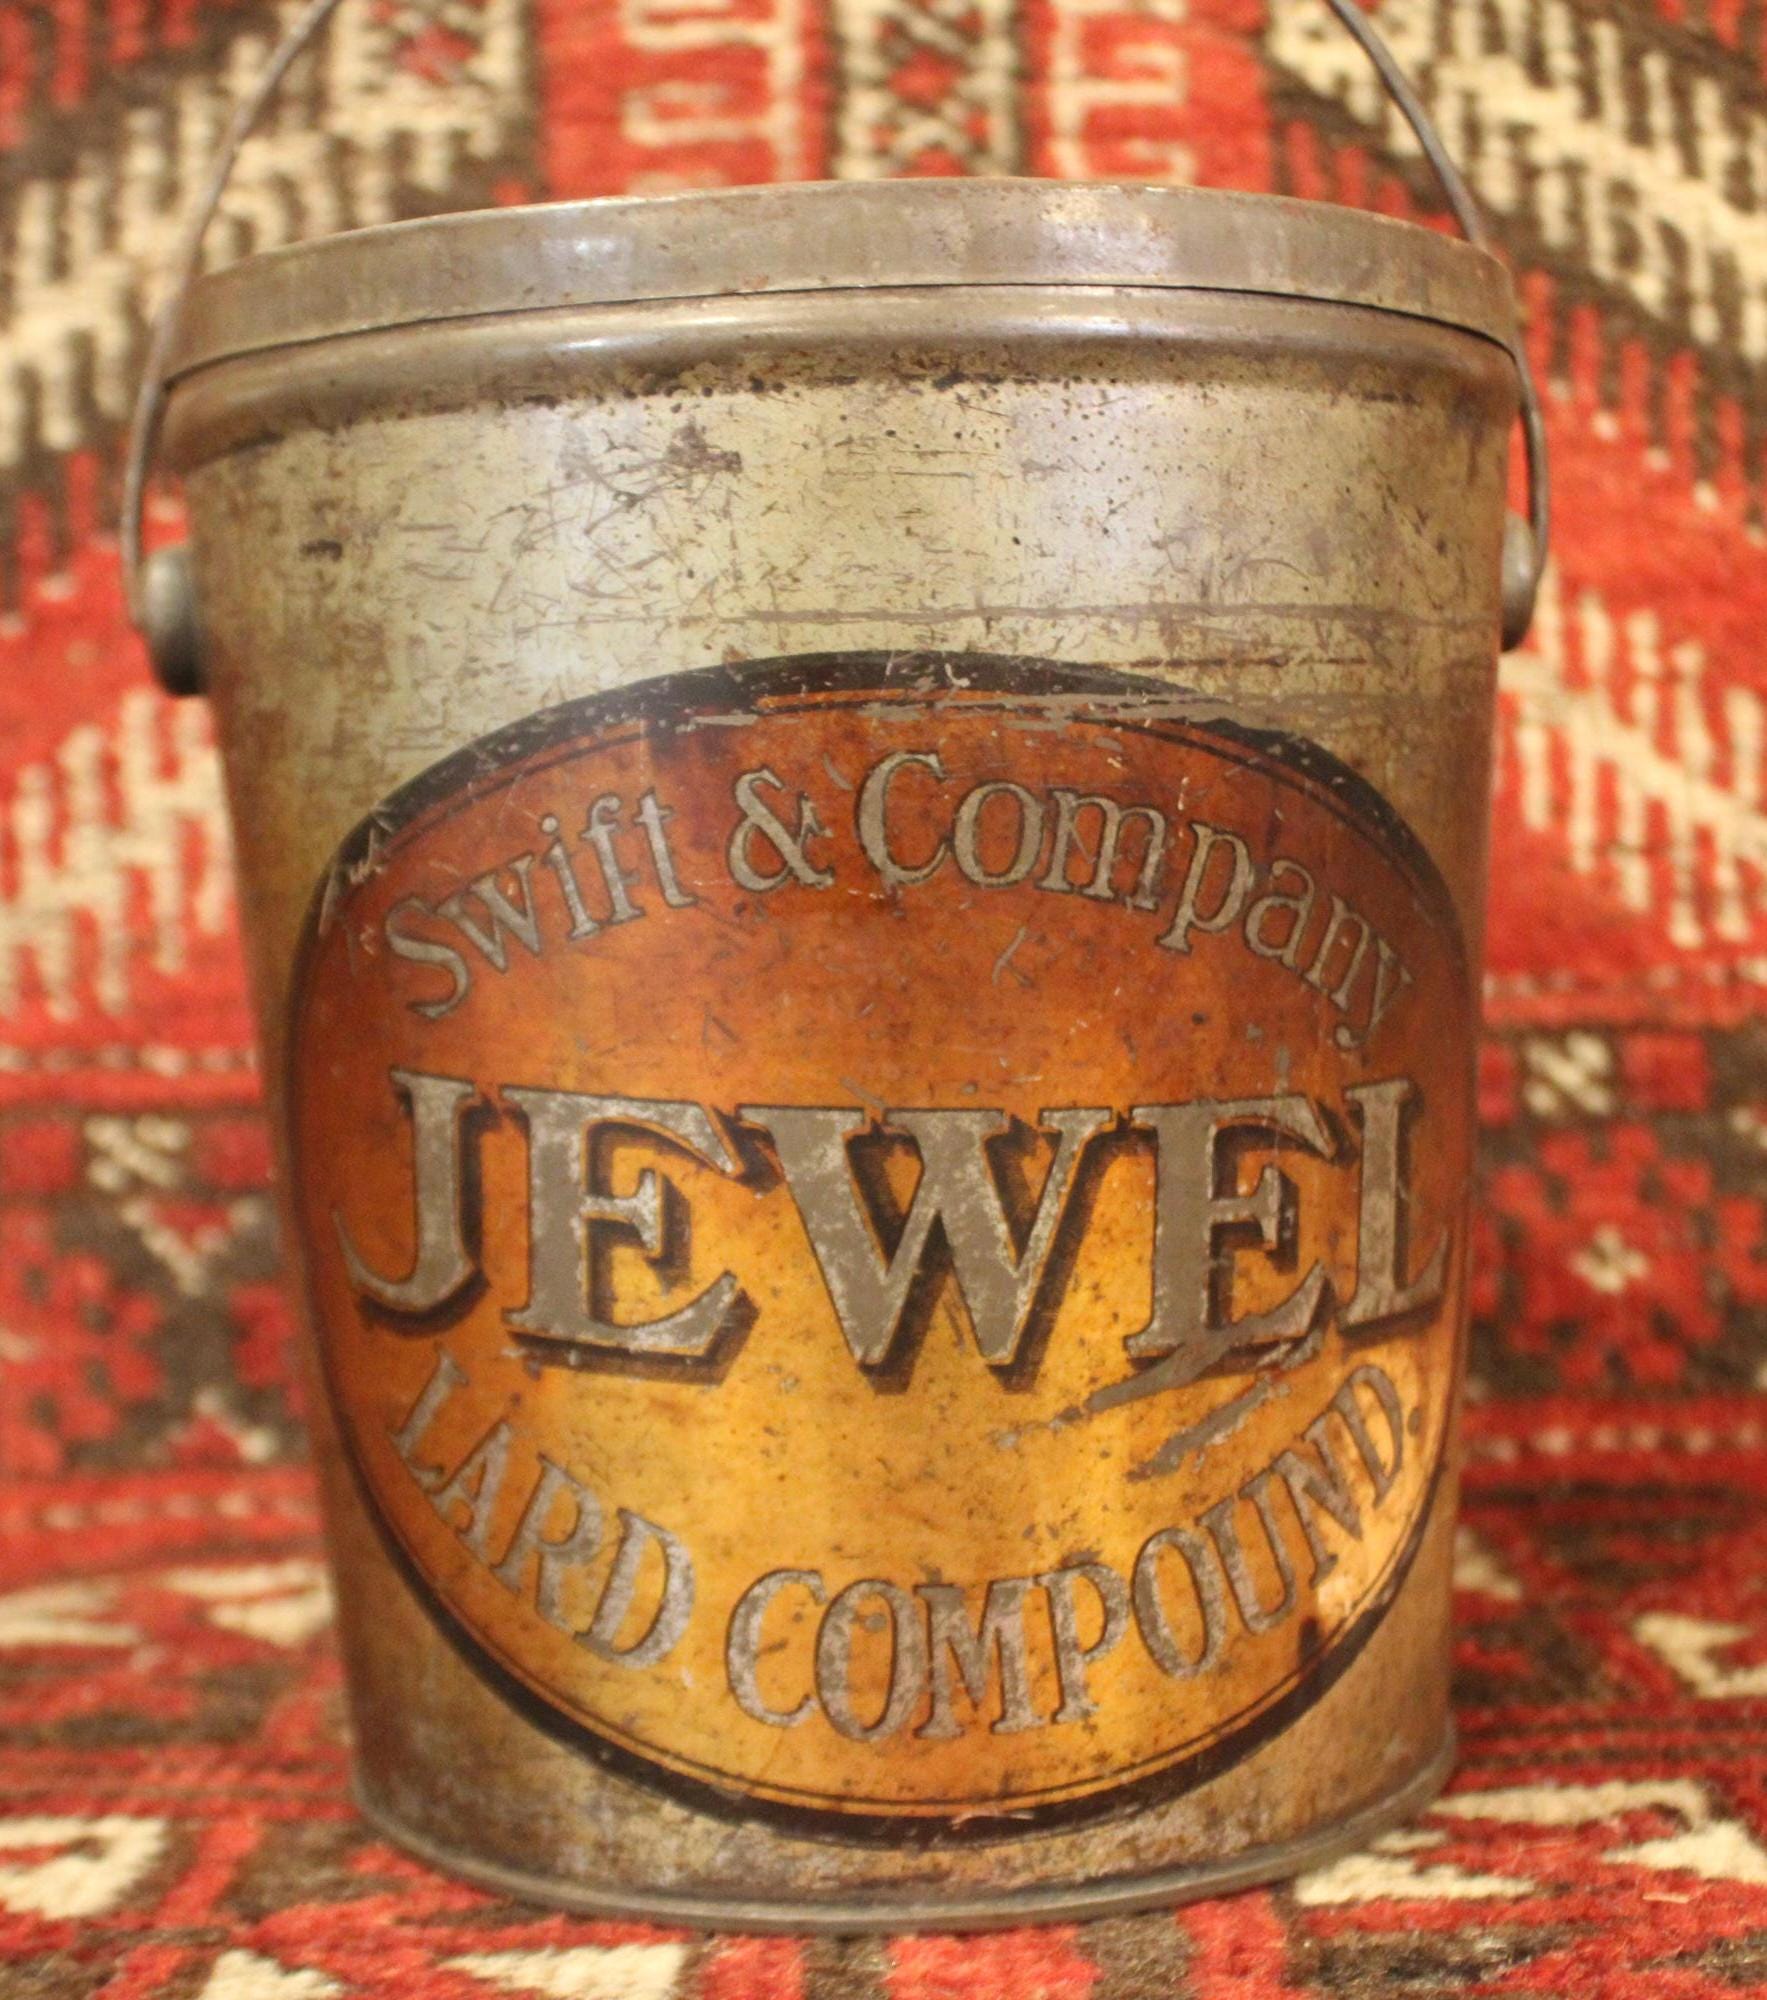 Swift & Company
JEWEL
LARD COMPOUND.